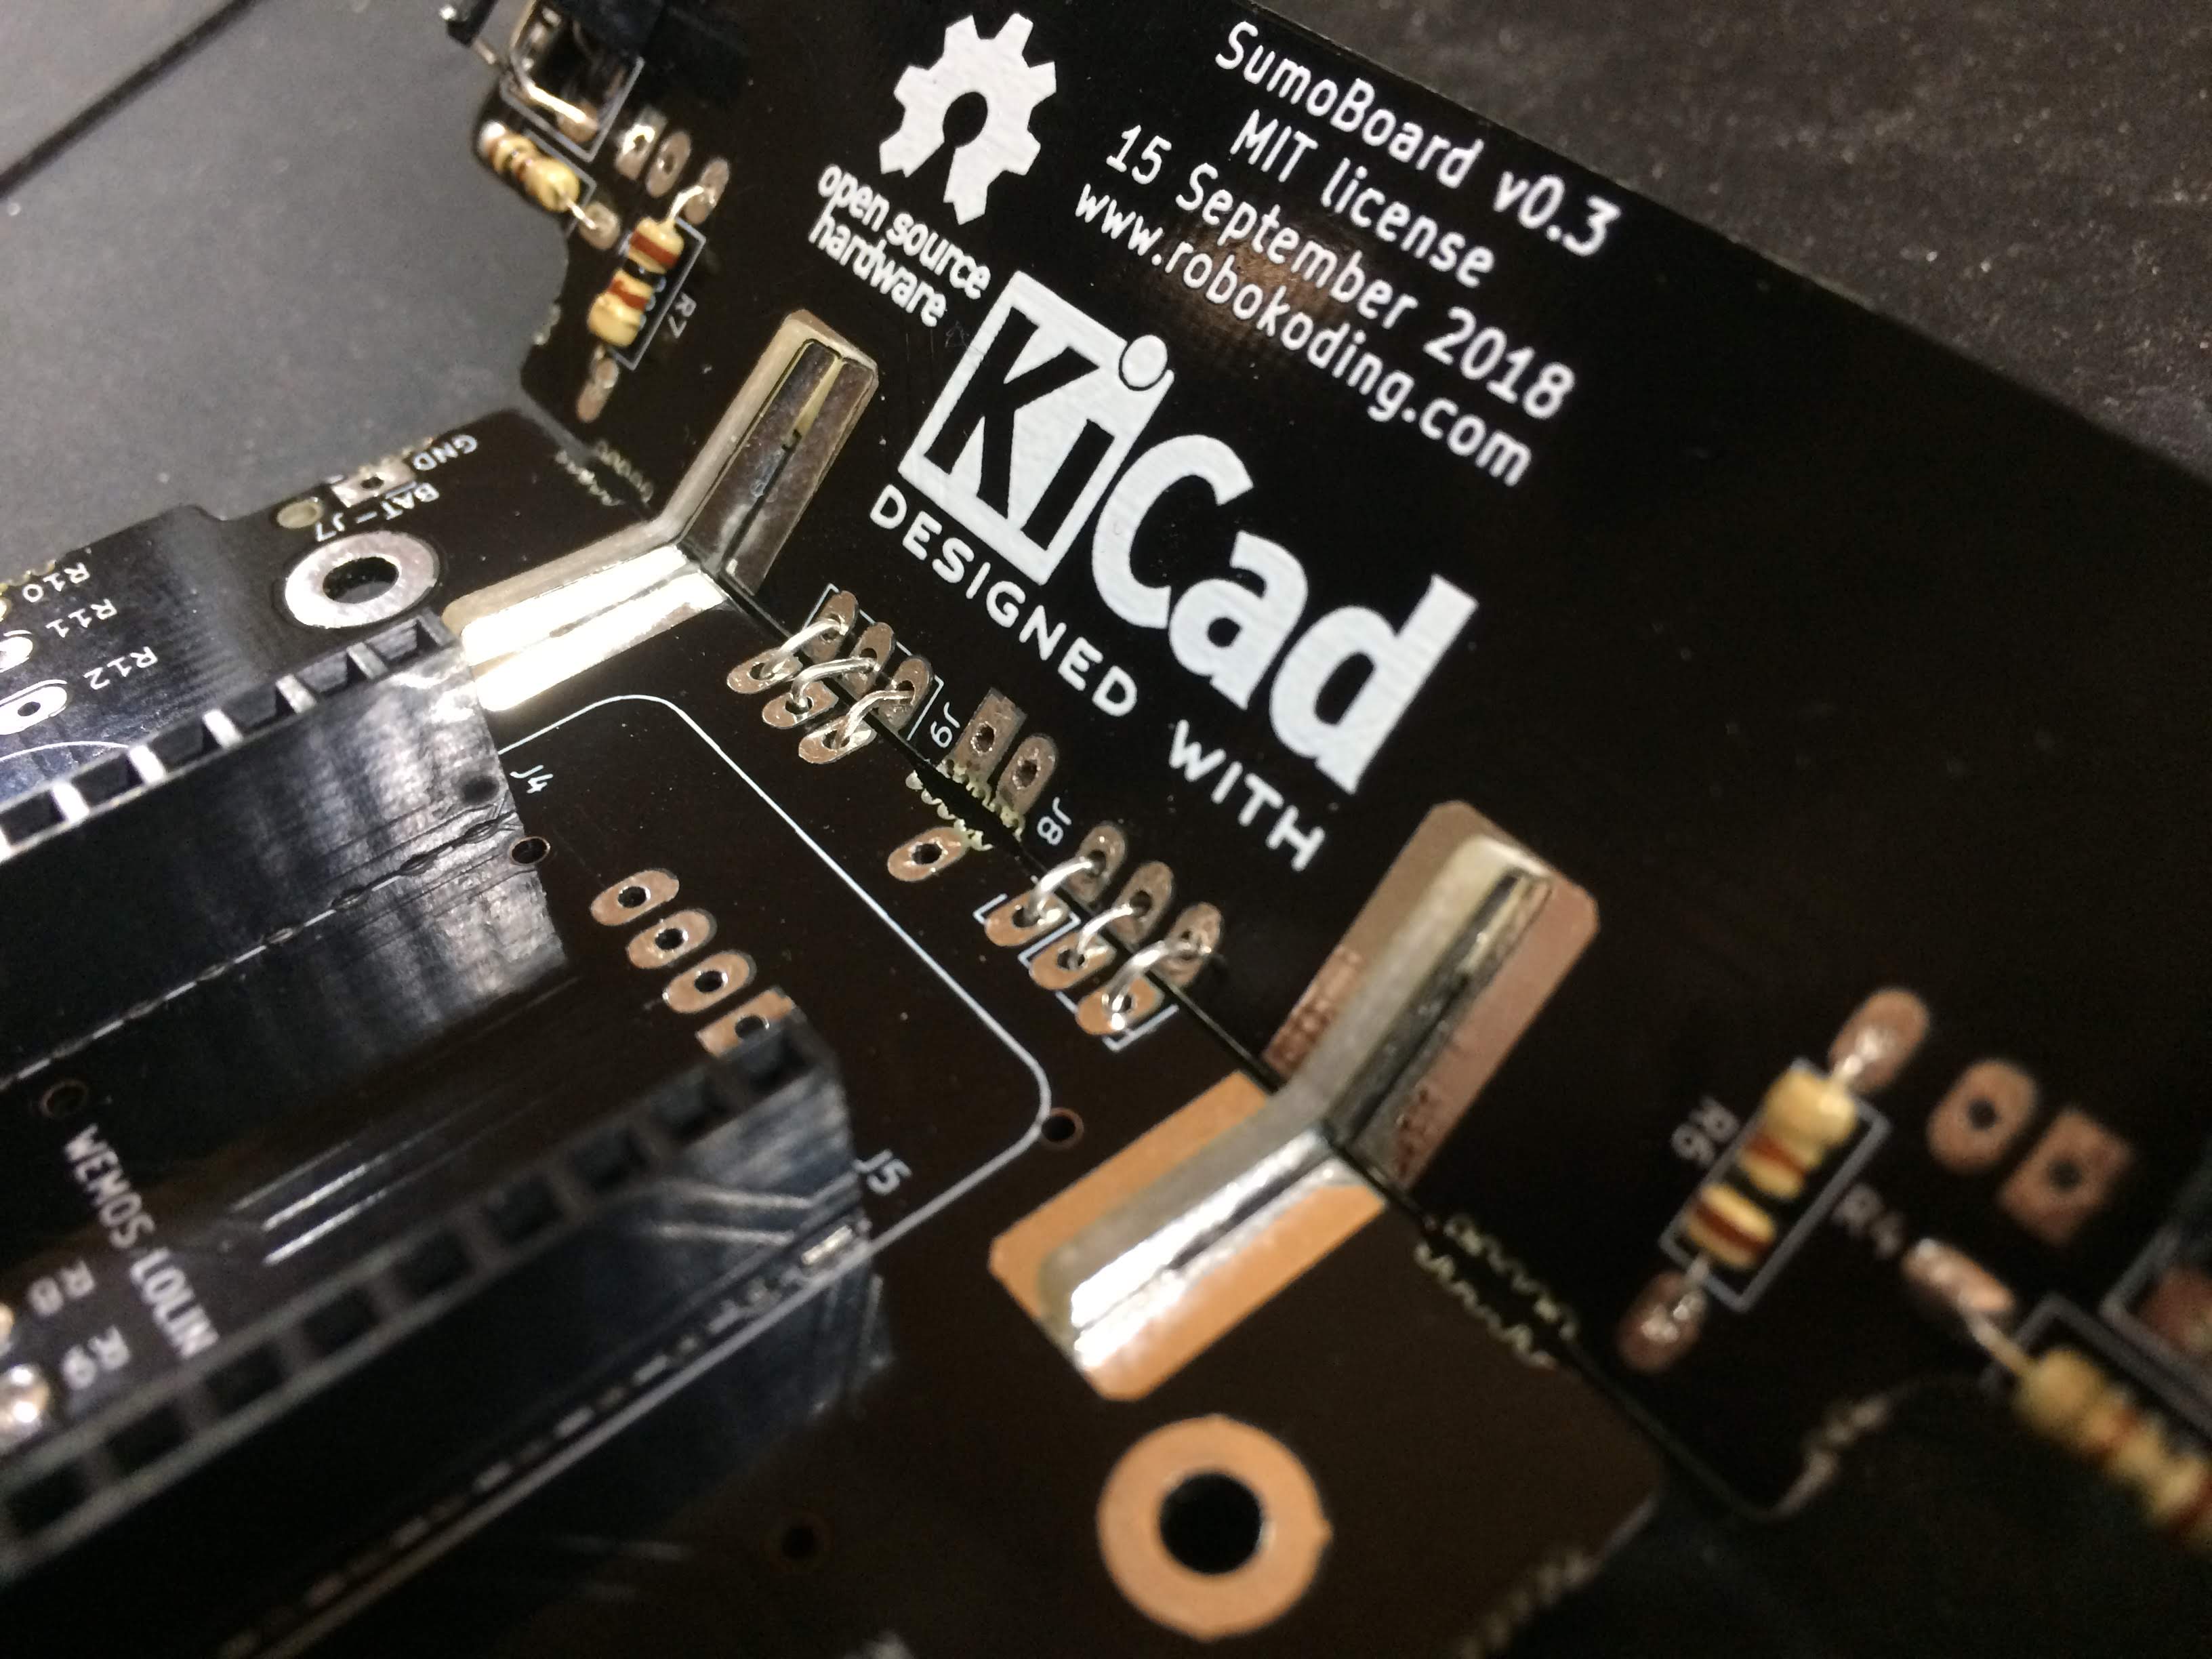 SumoBoard v0.3
MIT license
15 September 2018
www.robokoding.com
open source
hardware
KiCad
DESIGNED WITH
R7
GND
BAT-J7
R10
R11
R12
J9
J8
J4
J5
WEMOS LOLIN
R8
R9
R6
R4